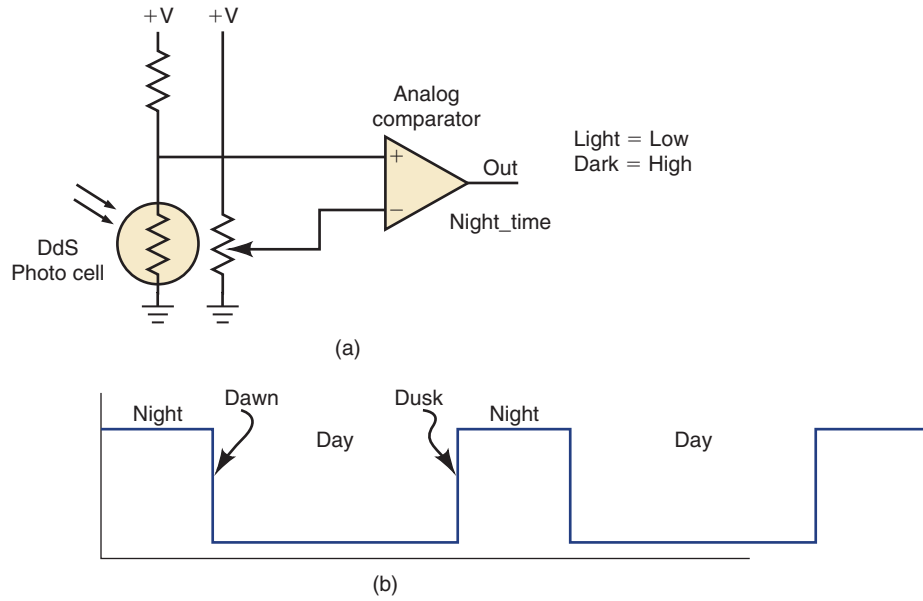 +V +V
Analog
comparator
Light = Low
Dark = High
+
Out
−
Night_time
DdS
Photo cell
(a)
Night
Dawn
Day
Dusk
Night
Day
(b)